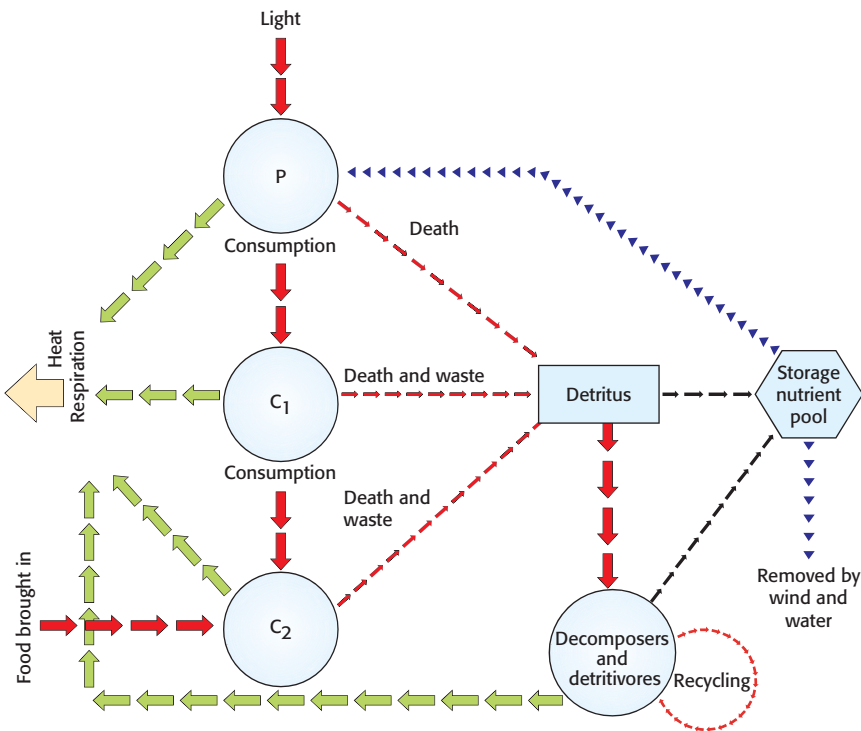 Light
P
Death
Consumption
Heat
Respiration
C1
Death and waste
Detritus
Storage
nutrient
pool
Consumption
Death and
waste
Food brought in
C2
Removed by
wind and
water
Decomposers
and
detritivores
Recycling